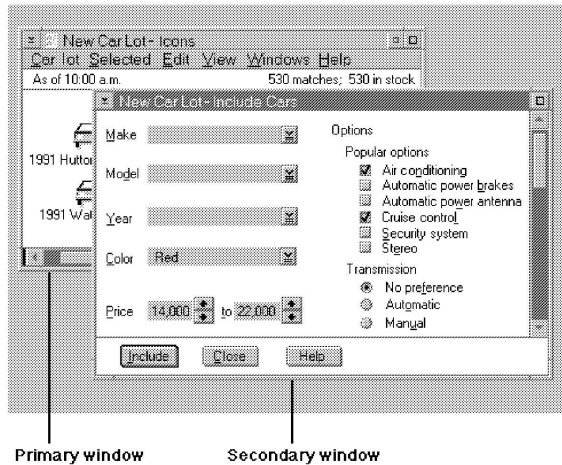 New Car Lot - Icons
Car lot Selected Edit View Windows Help
As of 10:00 a.m. 530 matches; 530 in stock
New Car Lot - Include Cars
1991 Hutto
1991 Wa
Make
Model
Year
Color Red
Price 14,000 to 22,000
Options
Popular options
Air conditioning
Automatic power brakes
Automatic power antenna
Cruise control
Security system
Stereo
Transmission
No preference
Automatic
Manual
Include Close Help
Primary window Secondary window